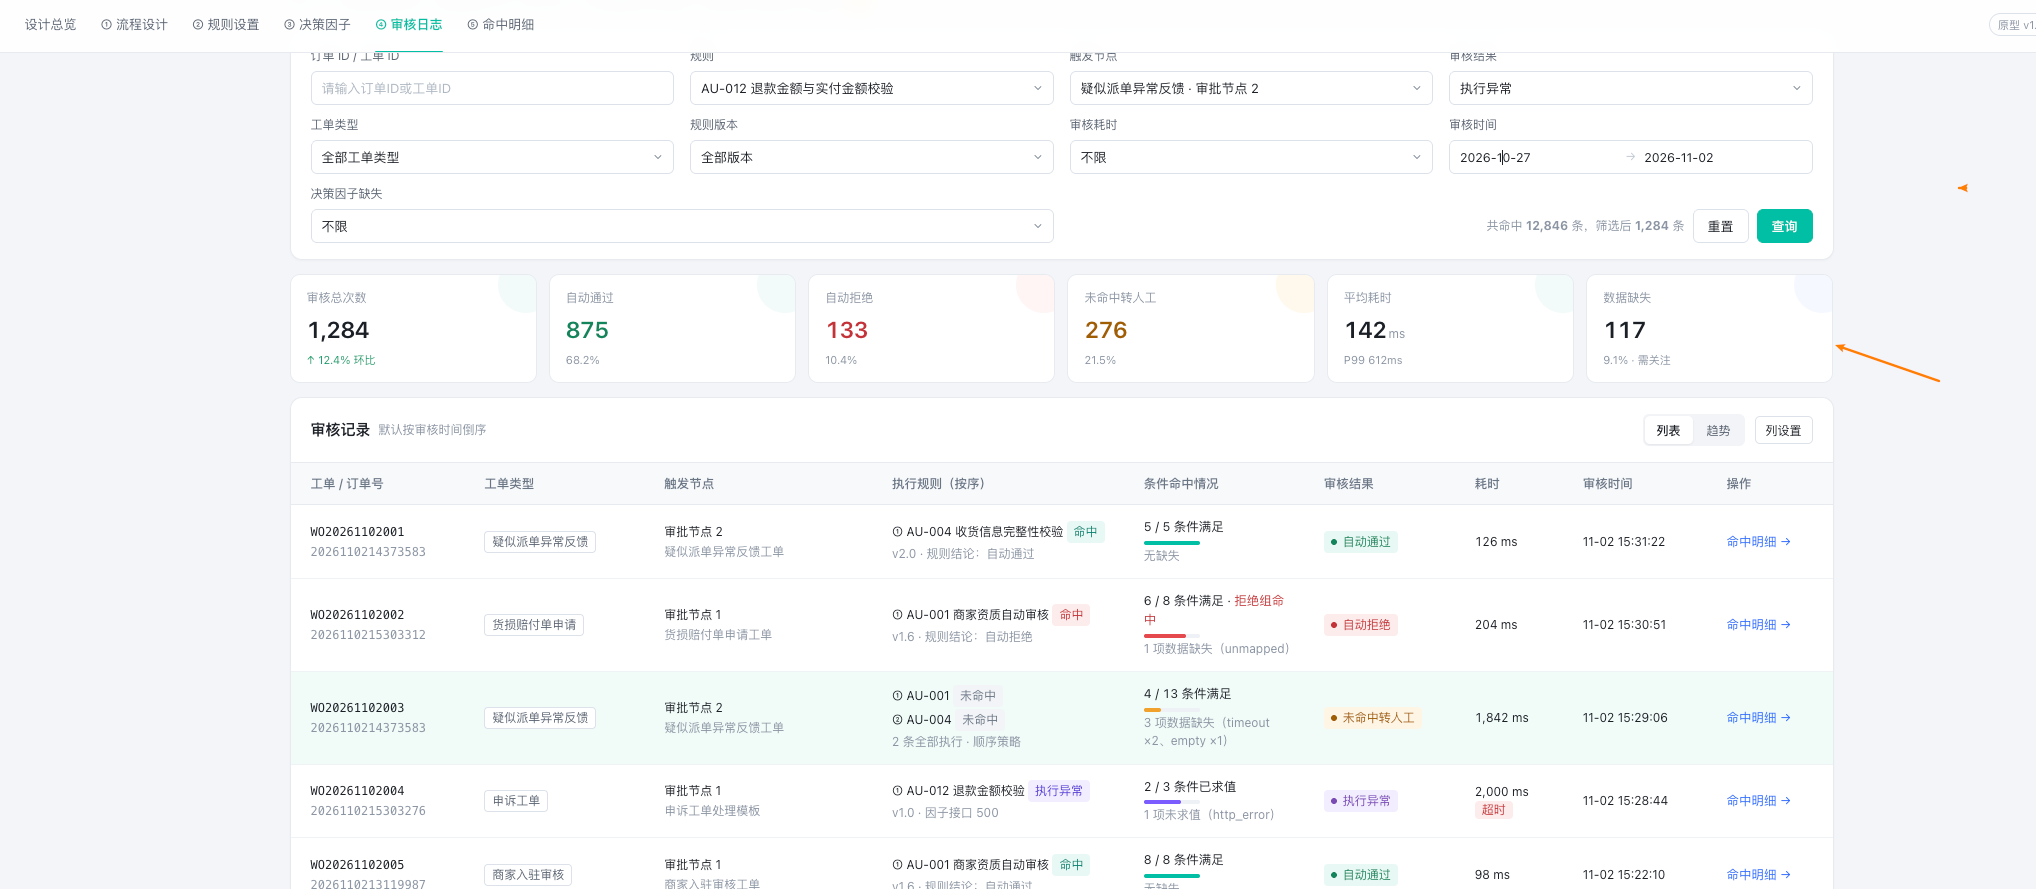 设计总览 ① 流程设计 ② 规则设置 ③ 决策因子 ④ 审核日志 ⑤ 命中明细
原型 v1.
订单 ID / 工单 ID 规则 触发节点 审核结果
请输入订单ID或工单ID AU-012 退款金额与实付金额校验 疑似派单异常反馈 · 审批节点 2 执行异常
工单类型 规则版本 审核耗时 审核时间
全部工单类型 全部版本 不限 2026-10-27 → 2026-11-02
决策因子缺失
不限 共命中 12,846 条，筛选后 1,284 条 重置 查询
审核总次数 自动通过 自动拒绝 未命中转人工 平均耗时 数据缺失
1,284 875 133 276 142 ms 117
↑ 12.4% 环比 68.2% 10.4% 21.5% P99 612ms 9.1% · 需关注
审核记录 默认按审核时间倒序 列表 趋势 列设置
工单 / 订单号 工单类型 触发节点 执行规则（按序） 条件命中情况 审核结果 耗时 审核时间 操作
WO20261102001
2026110214373583
疑似派单异常反馈
审批节点 2
疑似派单异常反馈工单
① AU-004 收货信息完整性校验 命中
v2.0 · 规则结论：自动通过
5 / 5 条件满足
无缺失
自动通过
126 ms
11-02 15:31:22
命中明细 →
WO20261102002
2026110215303312
货损赔付单申请
审批节点 1
货损赔付单申请工单
① AU-001 商家资质自动审核 命中
v1.6 · 规则结论：自动拒绝
6 / 8 条件满足 · 拒绝组命
中
1 项数据缺失（unmapped）
自动拒绝
204 ms
11-02 15:30:51
命中明细 →
WO20261102003
2026110214373583
疑似派单异常反馈
审批节点 2
疑似派单异常反馈工单
① AU-001 未命中
② AU-004 未命中
2 条全部执行 · 顺序策略
4 / 13 条件满足
3 项数据缺失（timeout
×2、empty ×1）
未命中转人工
1,842 ms
11-02 15:29:06
命中明细 →
WO20261102004
2026110215303276
申诉工单
审批节点 1
申诉工单处理模板
① AU-012 退款金额校验 执行异常
v1.0 · 因子接口 500
2 / 3 条件已求值
1 项未求值（http_error）
执行异常
2,000 ms
超时
11-02 15:28:44
命中明细 →
WO20261102005
2026110213119987
商家入驻审核
审批节点 1
商家入驻审核工单
① AU-001 商家资质自动审核 命中
v1.6 · 规则结论：自动通过
8 / 8 条件满足
无缺失
自动通过
98 ms
11-02 15:22:10
命中明细 →